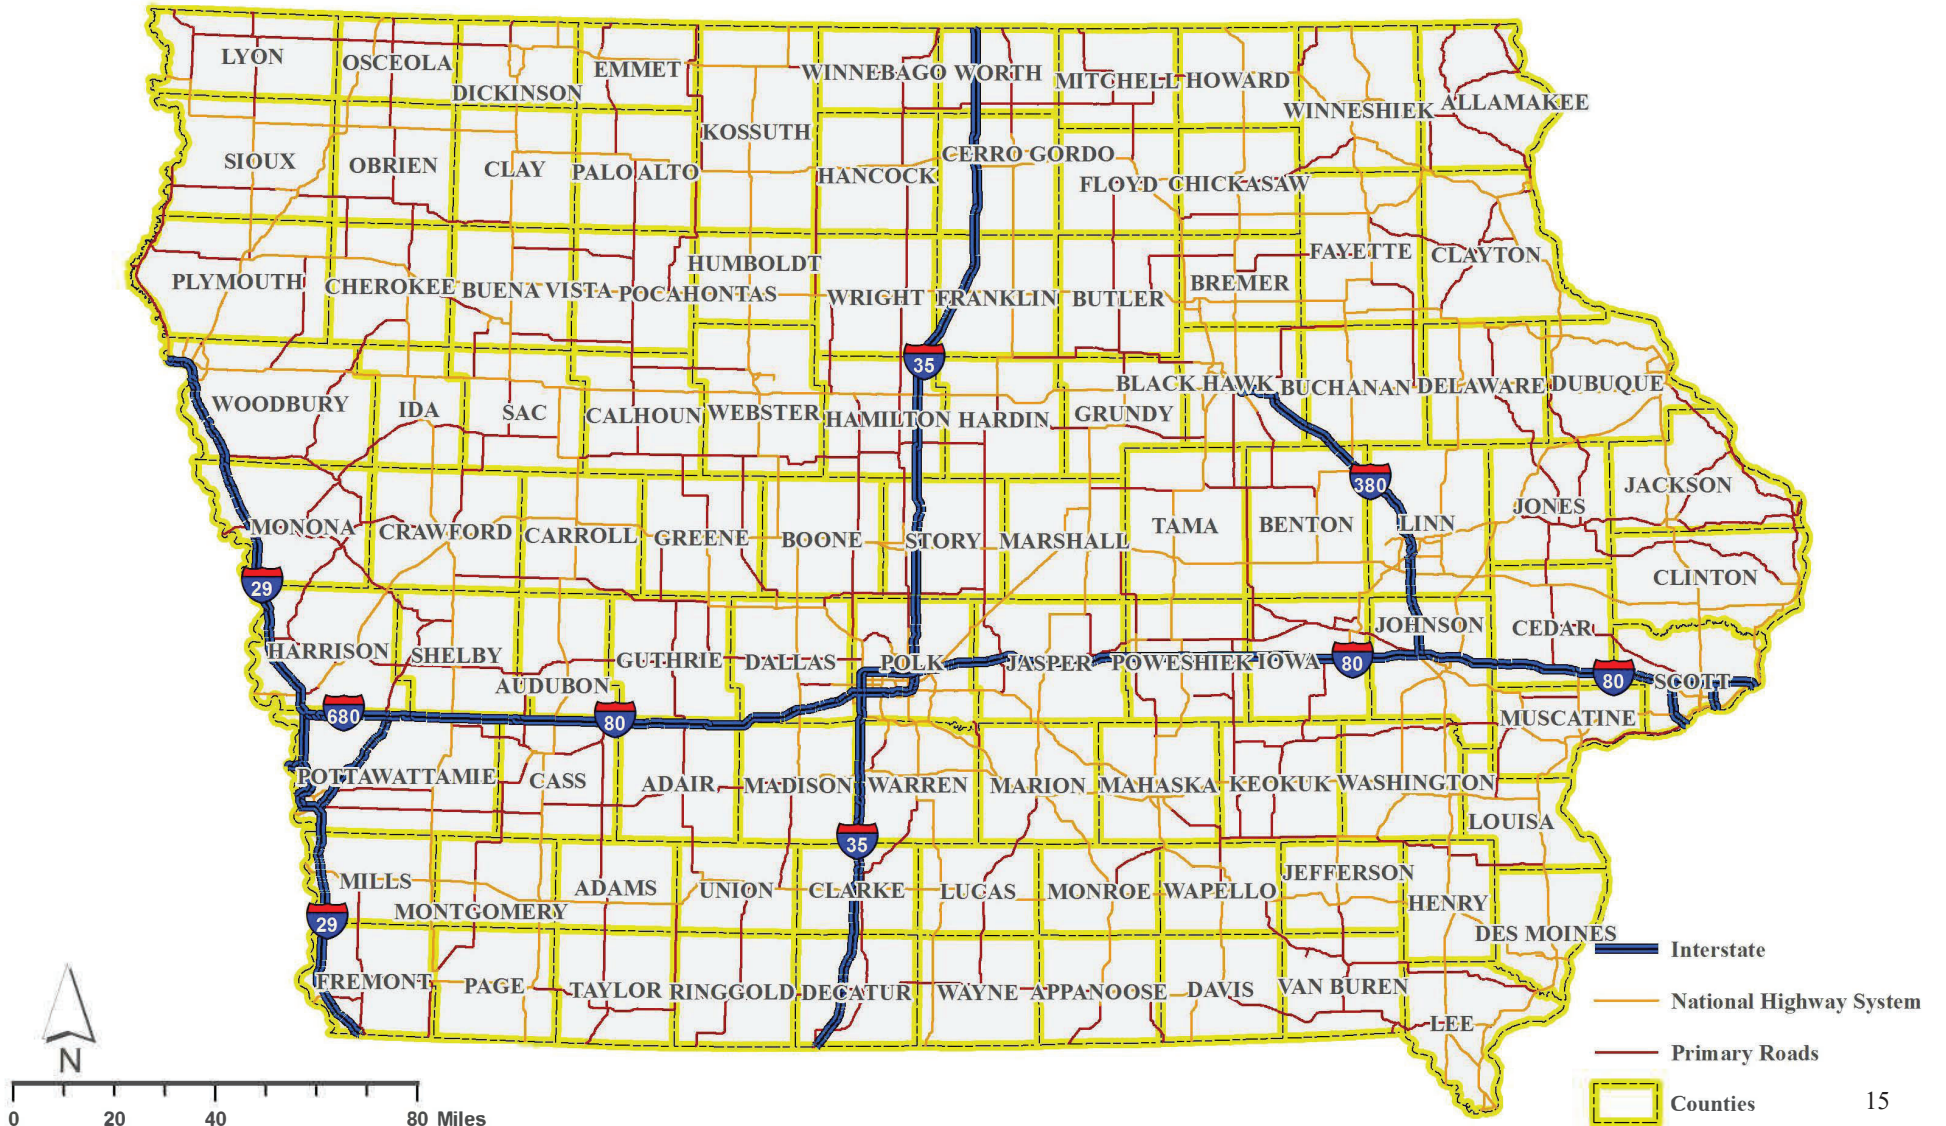 LYON
OSCEOLA
DICKINSON
EMMET
WINNEBAGO
WORTH
MITCHELL
HOWARD
WINNESHIEK
ALLAMAKEE
KOSSUTH
SIOUX
OBRIEN
CLAY
PALO ALTO
HANCOCK
CERRO GORDO
FLOYD
CHICKASAW
PLYMOUTH
CHEROKEE
BUENA VISTA
POCAHONTAS
HUMBOLDT
WRIGHT
FRANKLIN
BUTLER
BREMER
FAYETTE
CLAYTON
35
WOODBURY
IDA
SAC
CALHOUN
WEBSTER
HAMILTON
HARDIN
GRUNDY
BLACK HAWK
BUCHANAN
DELAWARE
DUBUQUE
380
MONONA
CRAWFORD
CARROLL
GREENE
BOONE
STORY
MARSHALL
TAMA
BENTON
LINN
JONES
JACKSON
CLINTON
29
HARRISON
SHELBY
AUDUBON
GUTHRIE
DALLAS
POLK
JASPER
POWESHIEK
IOWA
80
JOHNSON
CEDAR
80
SCOTT
680
80
MUSCATINE
POTTAWATTAMIE
CASS
ADAIR
MADISON
WARREN
MARION
MAHASKA
KEOKUK
WASHINGTON
LOUISA
35
MILLS
MONTGOMERY
ADAMS
UNION
CLARKE
LUCAS
MONROE
WAPELLO
JEFFERSON
HENRY
DES MOINES
29
FREMONT
PAGE
TAYLOR
RINGGOLD
DECATUR
WAYNE
APPANOOSE
DAVIS
VAN BUREN
LEE
Interstate
National Highway System
Primary Roads
Counties
N
0 20 40 80 Miles
15